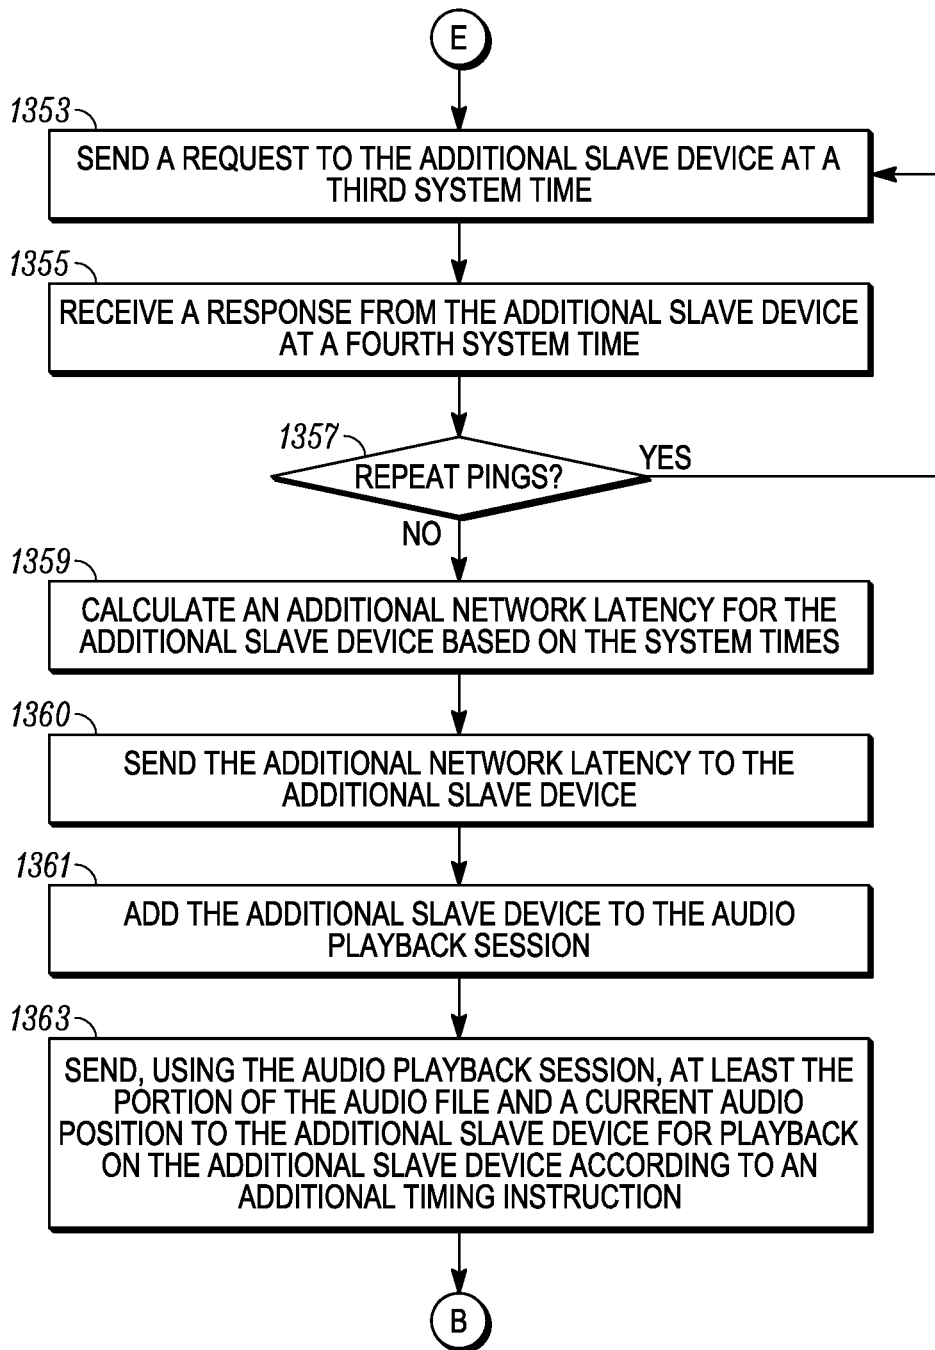 E
1353
SEND A REQUEST TO THE ADDITIONAL SLAVE DEVICE AT A
THIRD SYSTEM TIME
1355
RECEIVE A RESPONSE FROM THE ADDITIONAL SLAVE DEVICE
AT A FOURTH SYSTEM TIME
1357
REPEAT PINGS?
YES
NO
1359
CALCULATE AN ADDITIONAL NETWORK LATENCY FOR THE
ADDITIONAL SLAVE DEVICE BASED ON THE SYSTEM TIMES
1360
SEND THE ADDITIONAL NETWORK LATENCY TO THE
ADDITIONAL SLAVE DEVICE
1361
ADD THE ADDITIONAL SLAVE DEVICE TO THE AUDIO
PLAYBACK SESSION
1363
SEND, USING THE AUDIO PLAYBACK SESSION, AT LEAST THE
PORTION OF THE AUDIO FILE AND A CURRENT AUDIO
POSITION TO THE ADDITIONAL SLAVE DEVICE FOR PLAYBACK
ON THE ADDITIONAL SLAVE DEVICE ACCORDING TO AN
ADDITIONAL TIMING INSTRUCTION
B